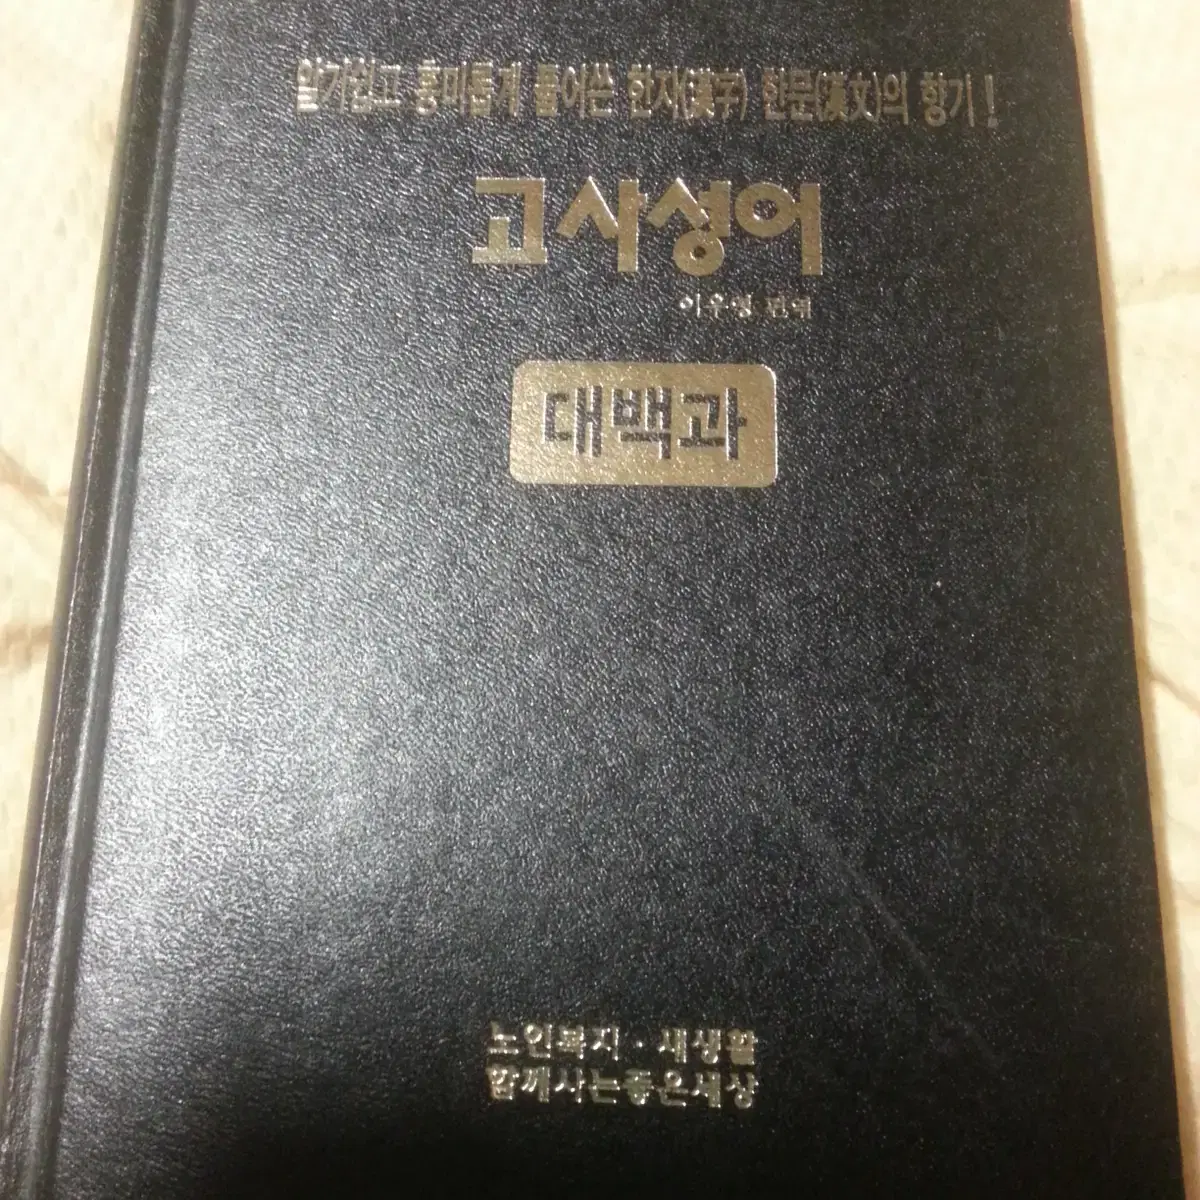 알기쉽고 흥미롭게 풀어쓴 한자(漢字) 한문(漢文)의 향기!
고사성어
이우영 편역
대백과
노인복지·새생활
함께사는좋은세상